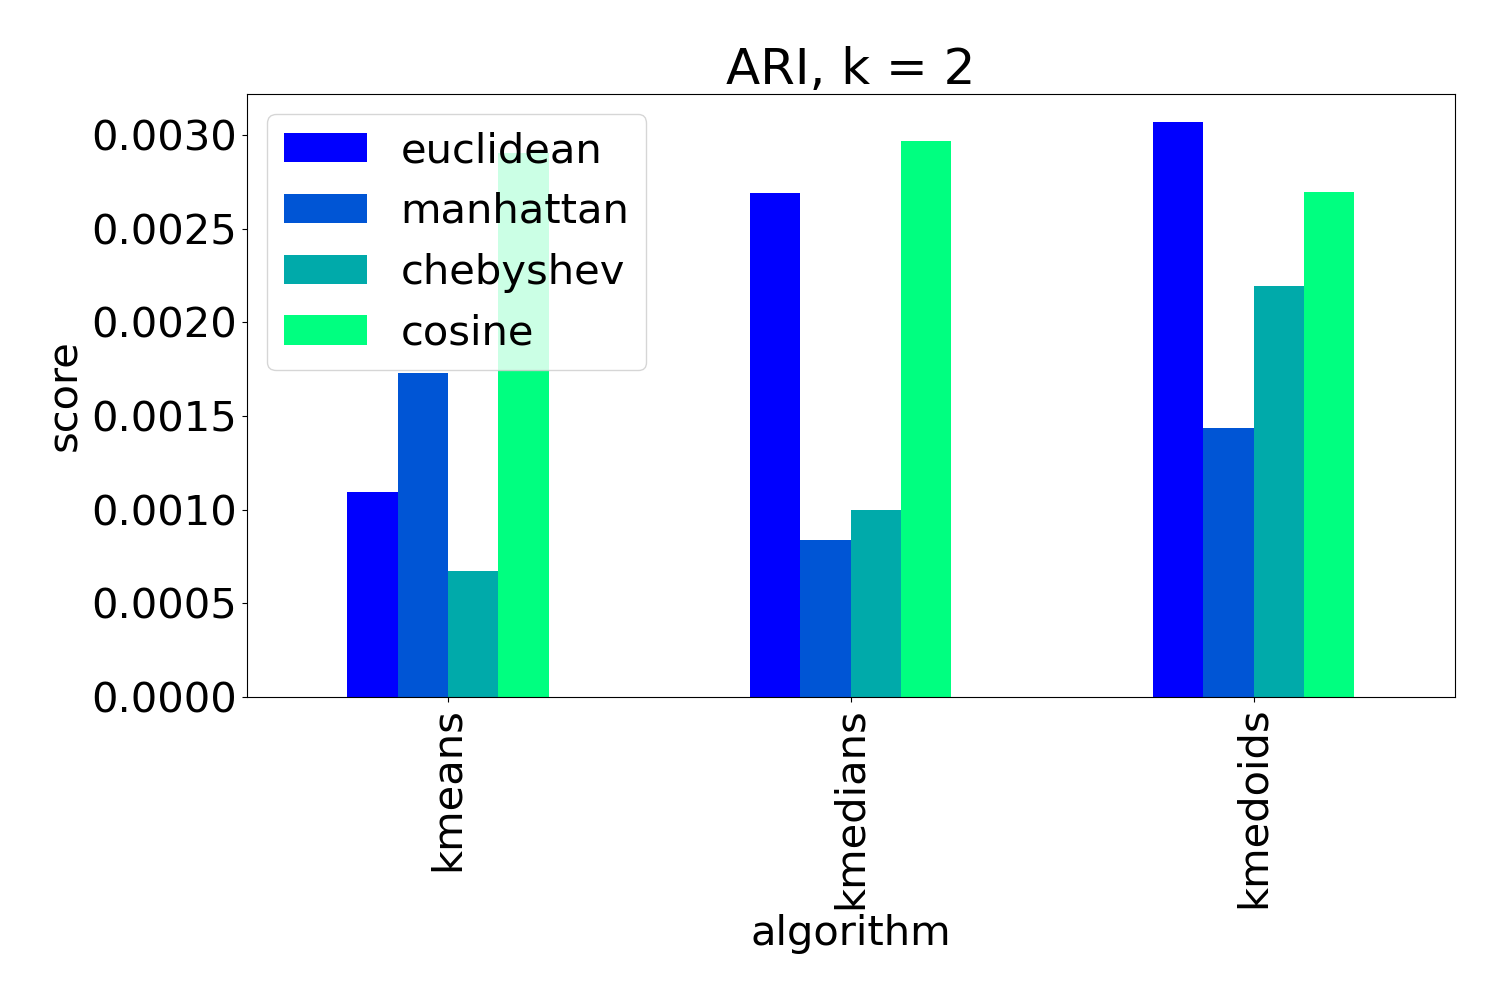 ARI, k = 2
euclidean
manhattan
chebyshev
cosine
score
0.0030
0.0025
0.0020
0.0015
0.0010
0.0005
0.0000
kmeans
kmedians
kmedoids
algorithm